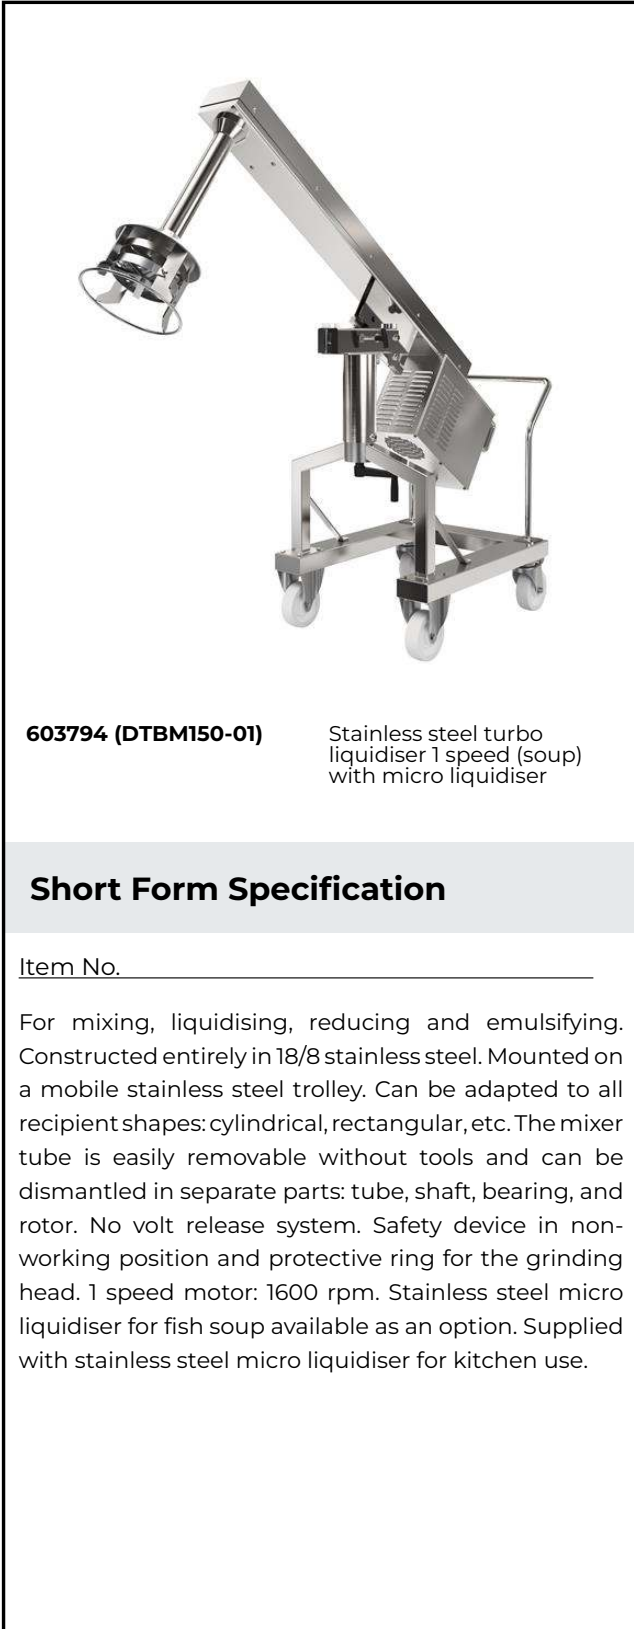 603794 (DTBM150-01)
Stainless steel turbo
liquidiser 1 speed (soup)
with micro liquidiser
Short Form Specification
Item No.
For mixing, liquidising, reducing and emulsifying.
Constructed entirely in 18/8 stainless steel. Mounted on
a mobile stainless steel trolley. Can be adapted to all
recipient shapes: cylindrical, rectangular, etc. The mixer
tube is easily removable without tools and can be
dismantled in separate parts: tube, shaft, bearing, and
rotor. No volt release system. Safety device in non-
working position and protective ring for the grinding
head. 1 speed motor: 1600 rpm. Stainless steel micro
liquidiser for fish soup available as an option. Supplied
with stainless steel micro liquidiser for kitchen use.